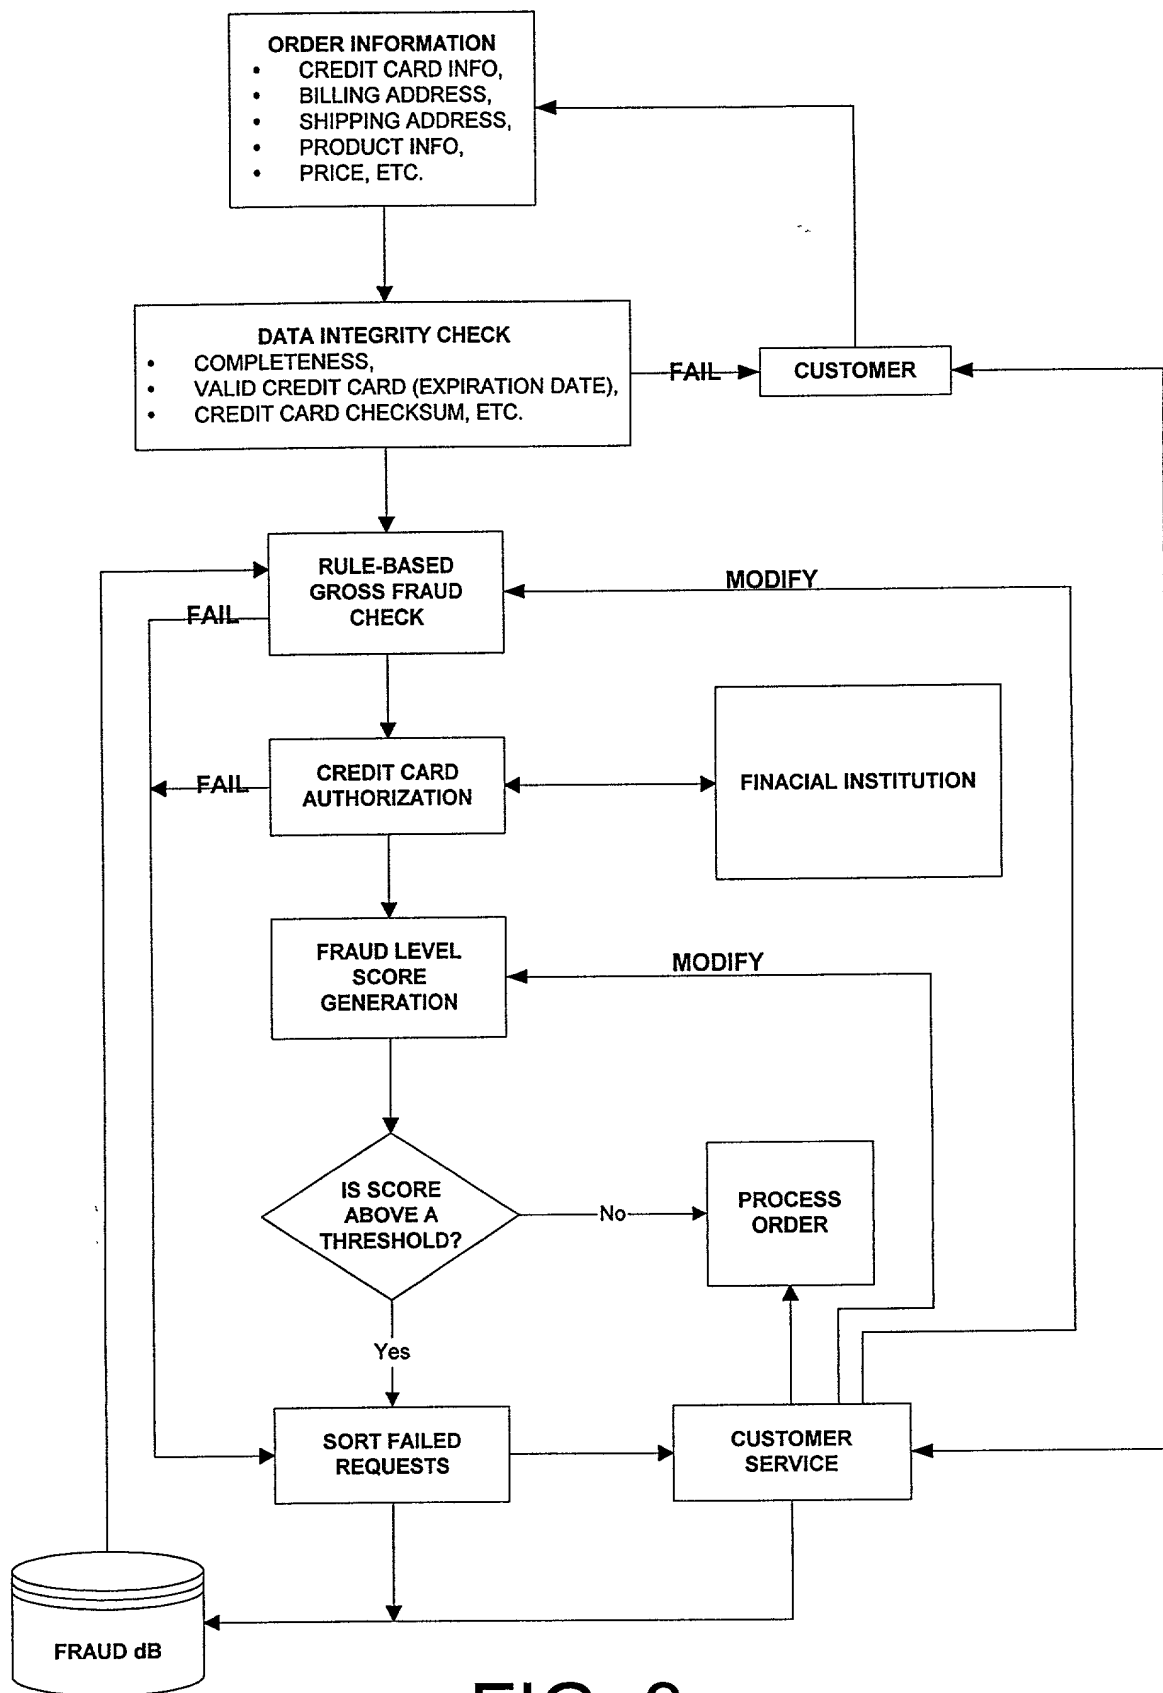 ORDER INFORMATION
• CREDIT CARD INFO,
• BILLING ADDRESS,
• SHIPPING ADDRESS,
• PRODUCT INFO,
• PRICE, ETC.
DATA INTEGRITY CHECK
• COMPLETENESS,
• VALID CREDIT CARD (EXPIRATION DATE),
• CREDIT CARD CHECKSUM, ETC.
FAIL
CUSTOMER
RULE-BASED
GROSS FRAUD
CHECK
MODIFY
FAIL
CREDIT CARD
AUTHORIZATION
FAIL
FINACIAL INSTITUTION
FRAUD LEVEL
SCORE
GENERATION
MODIFY
IS SCORE
ABOVE A
THRESHOLD?
No
PROCESS
ORDER
Yes
SORT FAILED
REQUESTS
CUSTOMER
SERVICE
FRAUD dB
FIG.